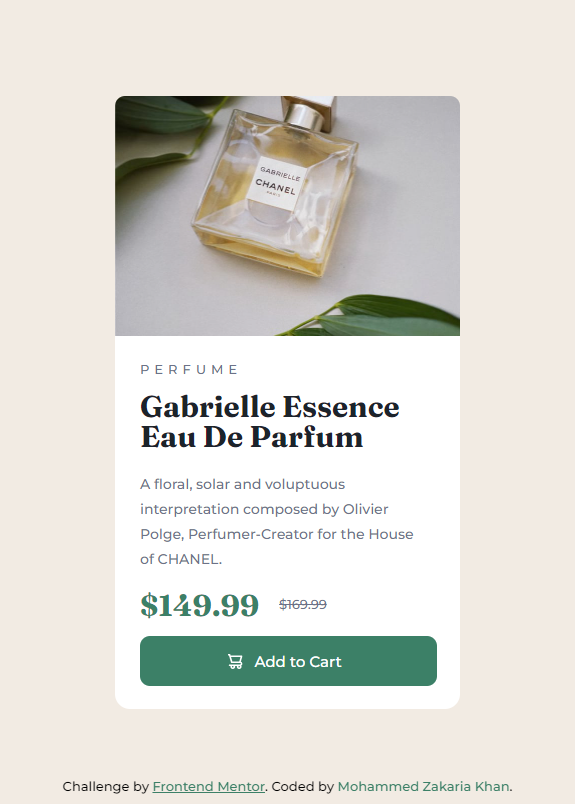 GABRIELLE
CHANEL
PARIS
PERFUME
Gabrielle Essence
Eau De Parfum
A floral, solar and voluptuous
interpretation composed by Olivier
Polge, Perfumer-Creator for the House
of CHANEL.
$149.99 $169.99
Add to Cart
Challenge by Frontend Mentor. Coded by Mohammed Zakaria Khan.